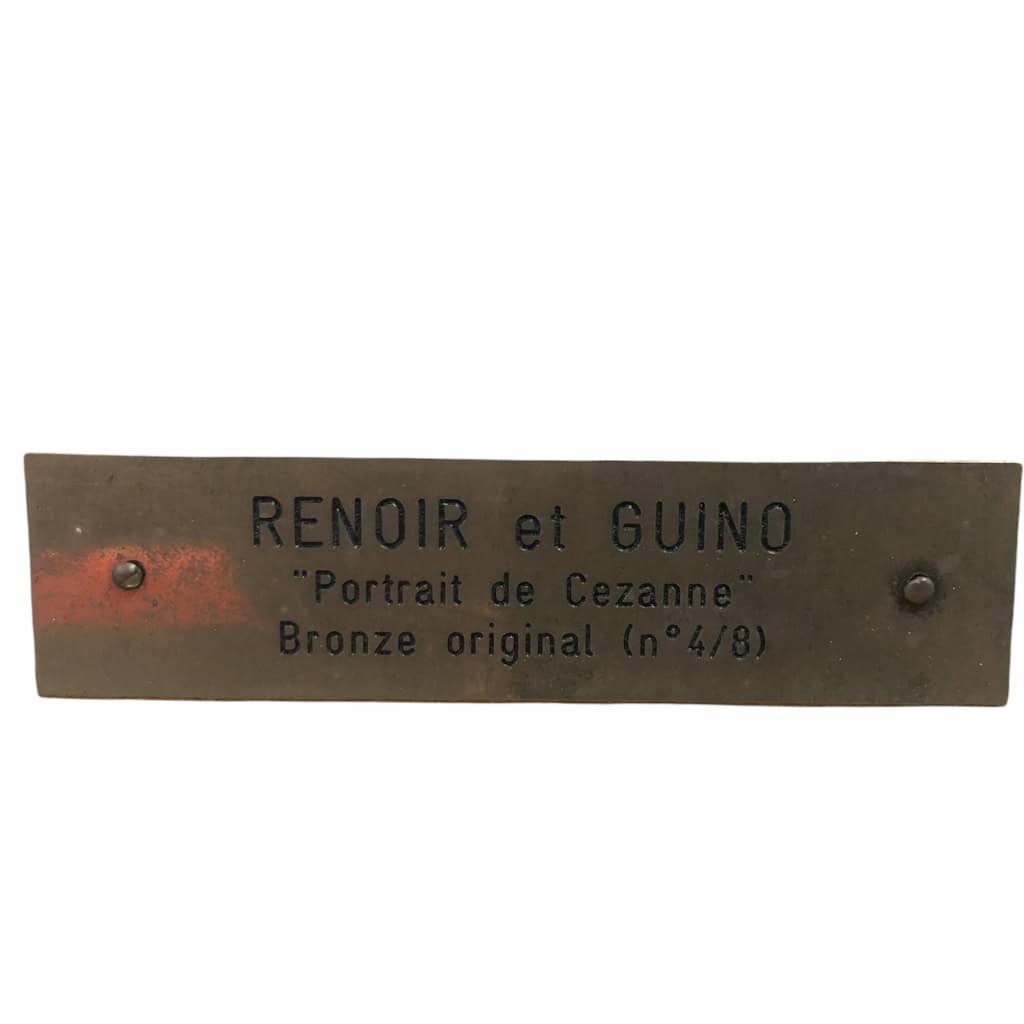 RENOIR et GUINO
"Portrait de Cezanne"
Bronze original (n°4/8)